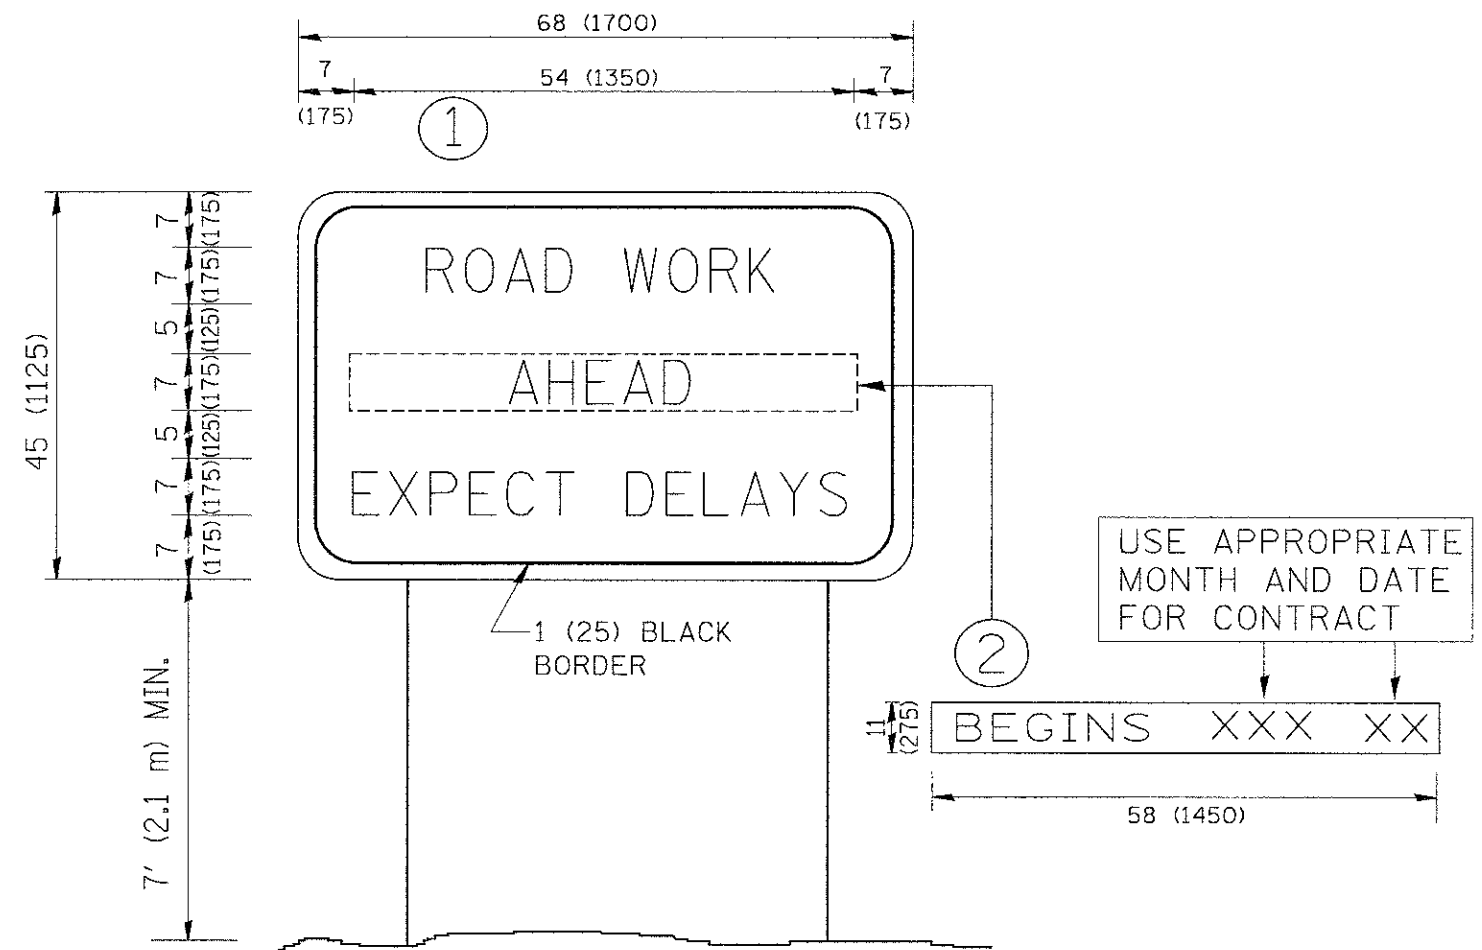 68 (1700)
7
54 (1350)
7
(175)
(175)
1
45 (1125)
7
(175)
7
(175)
5
(125)
7
(175)
5
(125)
7
(175)
7
(175)
ROAD WORK
AHEAD
EXPECT DELAYS
1 (25) BLACK
BORDER
7' (2.1 m) MIN.
2
USE APPROPRIATE
MONTH AND DATE
FOR CONTRACT
11
(275)
BEGINS XXX XX
58 (1450)